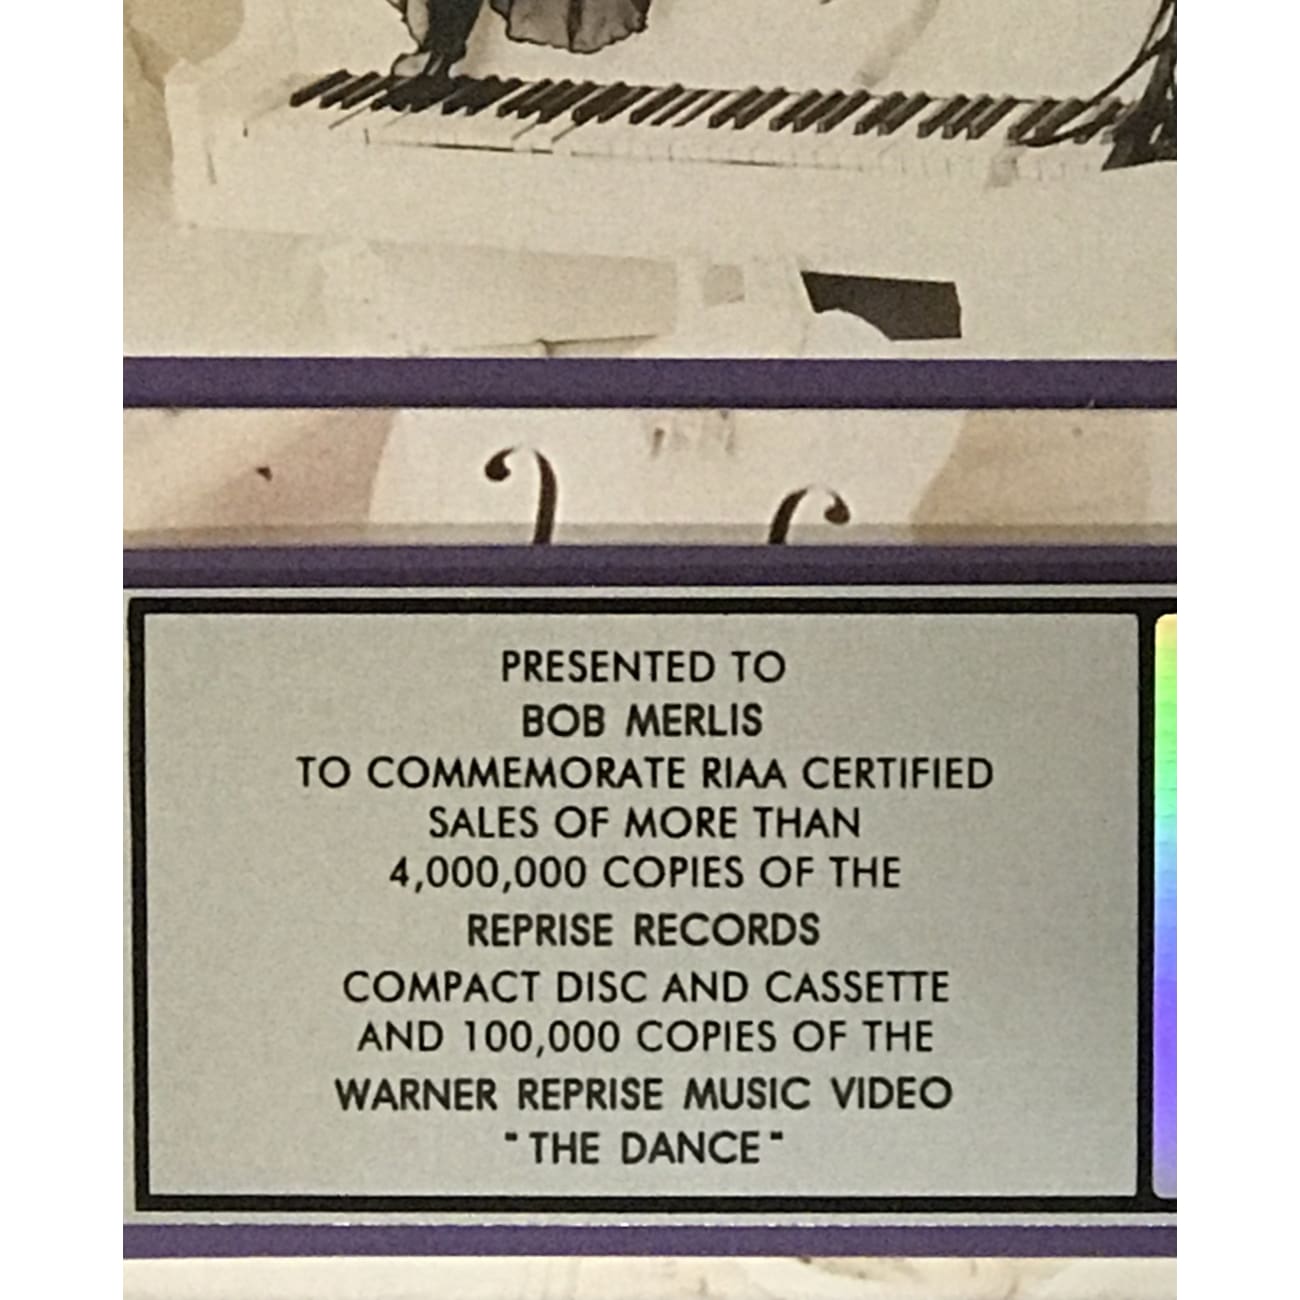 PRESENTED TO
BOB MERLIS
TO COMMEMORATE RIAA CERTIFIED
SALES OF MORE THAN
4,000,000 COPIES OF THE
REPRISE RECORDS
COMPACT DISC AND CASSETTE
AND 100,000 COPIES OF THE
WARNER REPRISE MUSIC VIDEO
"THE DANCE"